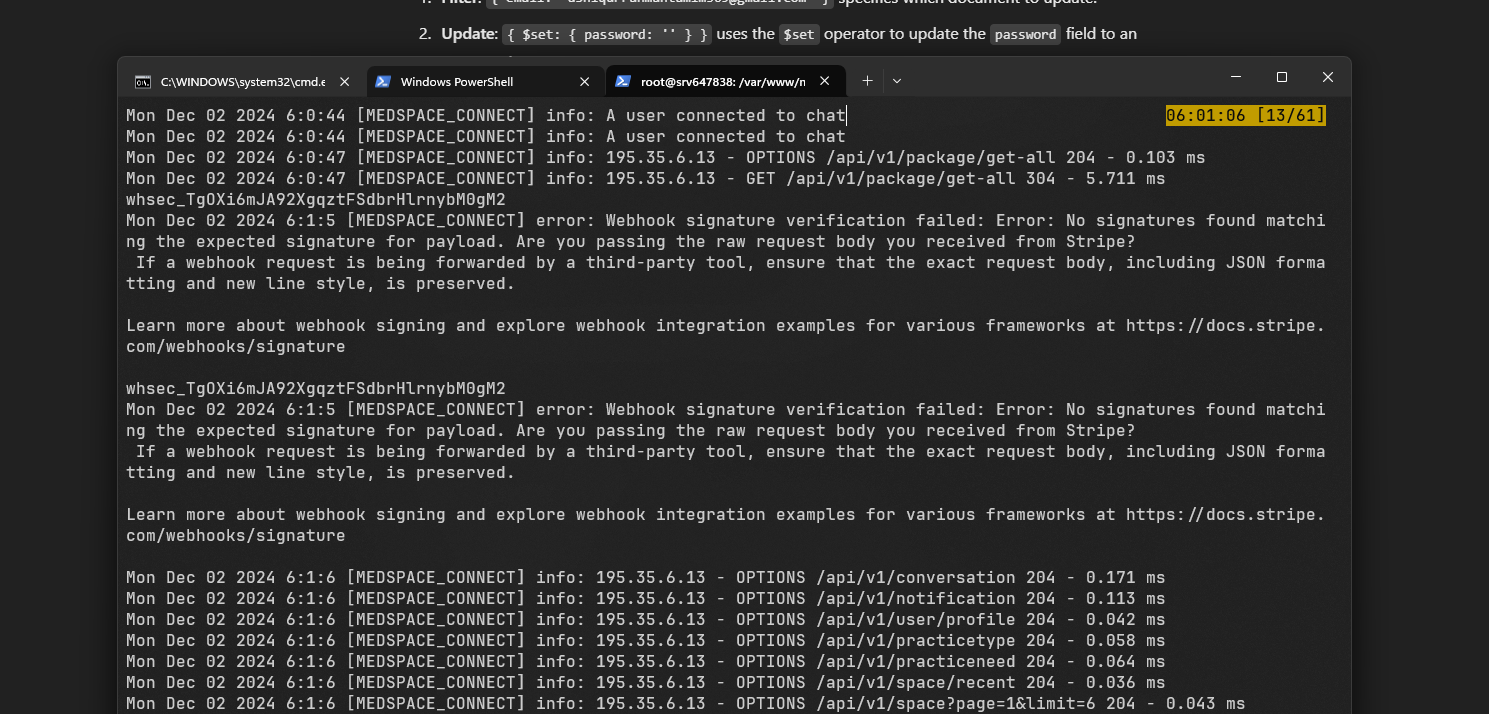 2. Update: { $set: { password: '' } } uses the $set operator to update the password field to an
C:\WINDOWS\system32\cmd.e
Windows PowerShell
root@srv647838: /var/www/n
Mon Dec 02 2024 6:0:44 [MEDSPACE_CONNECT] info: A user connected to chat 06:01:06 [13/61]
Mon Dec 02 2024 6:0:44 [MEDSPACE_CONNECT] info: A user connected to chat
Mon Dec 02 2024 6:0:47 [MEDSPACE_CONNECT] info: 195.35.6.13 - OPTIONS /api/v1/package/get-all 204 - 0.103 ms
Mon Dec 02 2024 6:0:47 [MEDSPACE_CONNECT] info: 195.35.6.13 - GET /api/v1/package/get-all 304 - 5.711 ms
whsec_TgOXi6mJA92XgqztFSdbrHlrnybM0gM2
Mon Dec 02 2024 6:1:5 [MEDSPACE_CONNECT] error: Webhook signature verification failed: Error: No signatures found matchi
ng the expected signature for payload. Are you passing the raw request body you received from Stripe?
If a webhook request is being forwarded by a third-party tool, ensure that the exact request body, including JSON forma
tting and new line style, is preserved.
Learn more about webhook signing and explore webhook integration examples for various frameworks at https://docs.stripe.
com/webhooks/signature
whsec_TgOXi6mJA92XgqztFSdbrHlrnybM0gM2
Mon Dec 02 2024 6:1:5 [MEDSPACE_CONNECT] error: Webhook signature verification failed: Error: No signatures found matchi
ng the expected signature for payload. Are you passing the raw request body you received from Stripe?
If a webhook request is being forwarded by a third-party tool, ensure that the exact request body, including JSON forma
tting and new line style, is preserved.
Learn more about webhook signing and explore webhook integration examples for various frameworks at https://docs.stripe.
com/webhooks/signature
Mon Dec 02 2024 6:1:6 [MEDSPACE_CONNECT] info: 195.35.6.13 - OPTIONS /api/v1/conversation 204 - 0.171 ms
Mon Dec 02 2024 6:1:6 [MEDSPACE_CONNECT] info: 195.35.6.13 - OPTIONS /api/v1/notification 204 - 0.113 ms
Mon Dec 02 2024 6:1:6 [MEDSPACE_CONNECT] info: 195.35.6.13 - OPTIONS /api/v1/user/profile 204 - 0.042 ms
Mon Dec 02 2024 6:1:6 [MEDSPACE_CONNECT] info: 195.35.6.13 - OPTIONS /api/v1/practicetype 204 - 0.058 ms
Mon Dec 02 2024 6:1:6 [MEDSPACE_CONNECT] info: 195.35.6.13 - OPTIONS /api/v1/practiceneed 204 - 0.064 ms
Mon Dec 02 2024 6:1:6 [MEDSPACE_CONNECT] info: 195.35.6.13 - OPTIONS /api/v1/space/recent 204 - 0.036 ms
Mon Dec 02 2024 6:1:6 [MEDSPACE_CONNECT] info: 195.35.6.13 - OPTIONS /api/v1/space?page=1&limit=6 204 - 0.043 ms